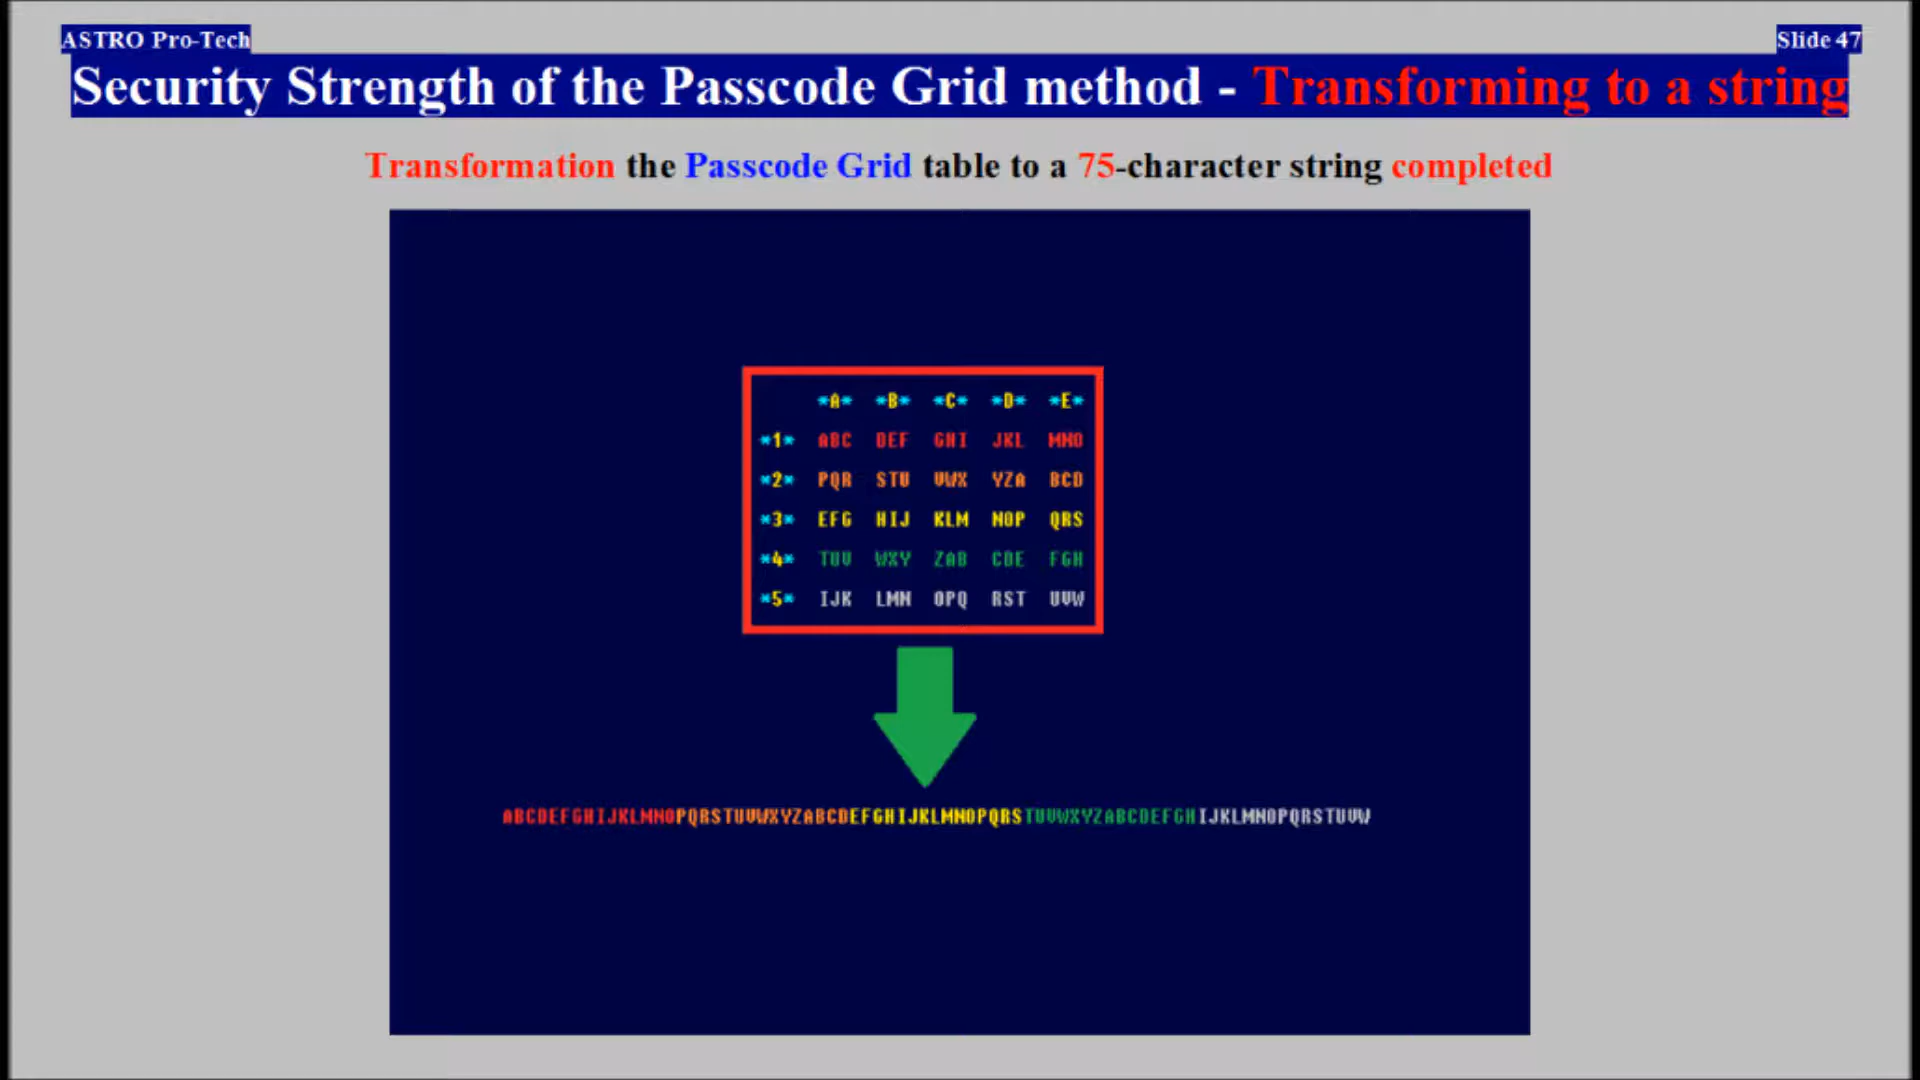 ASTRO Pro-Tech
Slide 47
Security Strength of the Passcode Grid method - Transforming to a string
Transformation the Passcode Grid table to a 75-character string completed
*A* *B* *C* *D* *E*
*1* ABC DEF GHI JKL MNO
*2* PQR STU VWX YZA BCD
*3* EFG HIJ KLM NOP QRS
*4* TUV WXY ZAB CDE FGH
*5* IJK LMN OPQ RST UVW
ABCDEFGHIJKLMNOPQRSTUVWXYZABCDEFGHIJKLMNOPQRSTUVWXYZABCDEFGHIJKLMNOPQRSTUVW